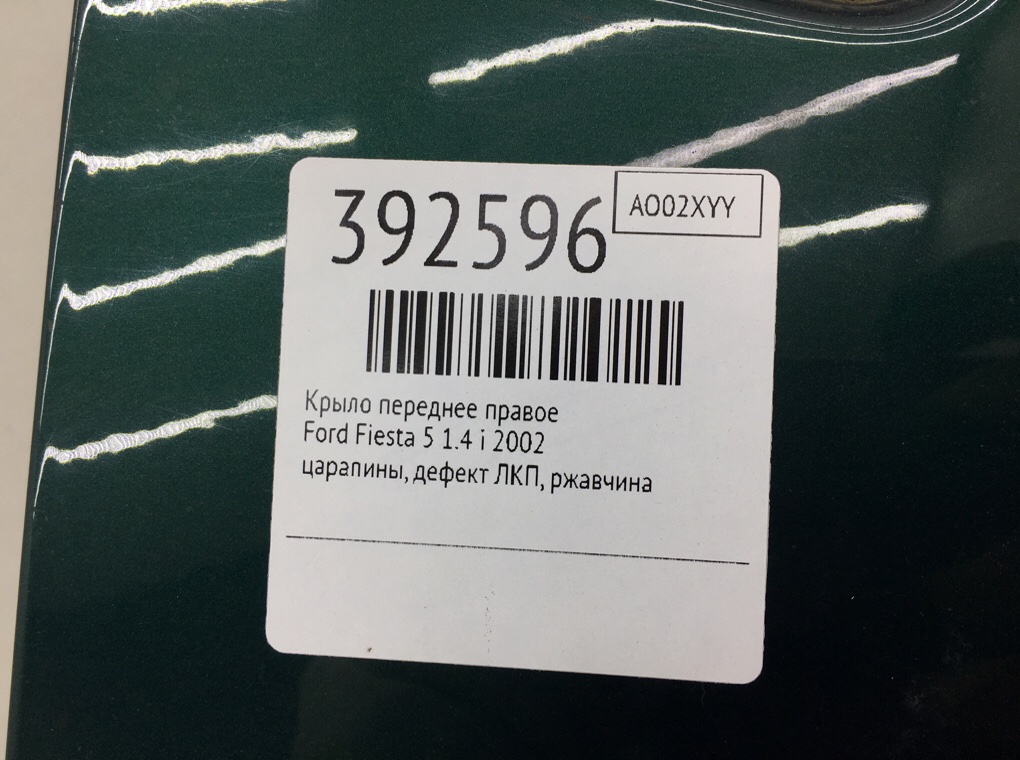 392596
AO02XYY
Крыло переднее правое
Ford Fiesta 5 1.4 i 2002
царапины, дефект ЛКП, ржавчина